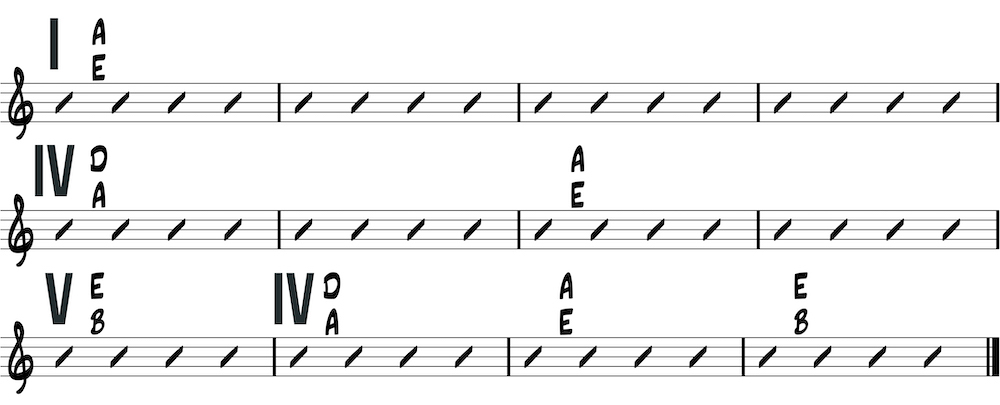 I A
E
IV D A
A E
V E IV D A E
B A E B